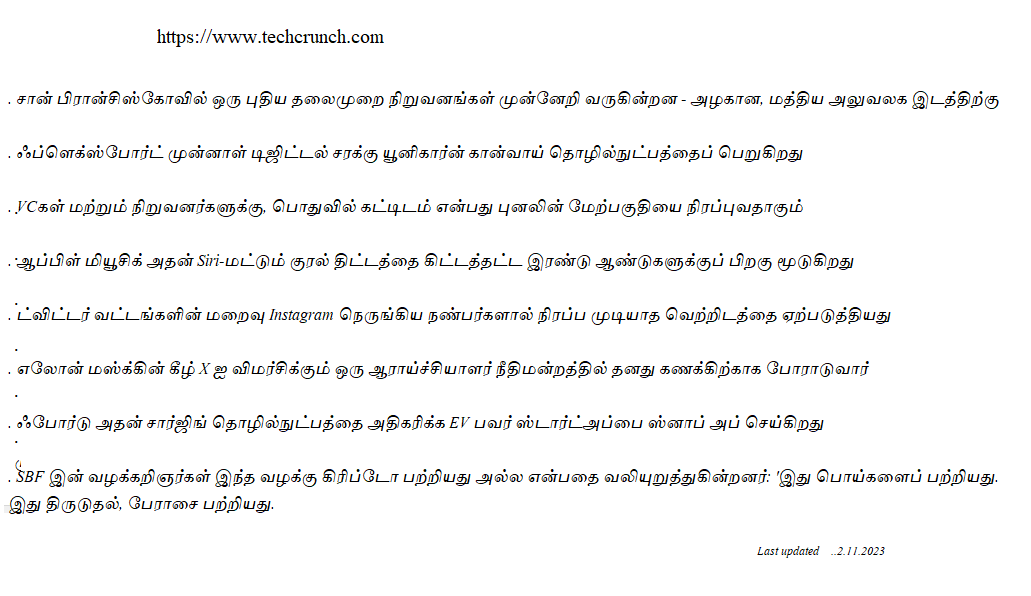 https://www.techcrunch.com
. சான் பிரான்சிஸ்கோவில் ஒரு புதிய தலைமுறை நிறுவனங்கள் முன்னேறி வருகின்றன - அழகான, மத்திய அலுவலக இடத்திற்கு
. ஃப்ளெக்ஸ்போர்ட் முன்னாள் டிஜிட்டல் சரக்கு யூனிகார்ன் கான்வாய் தொழில்நுட்பத்தைப் பெறுகிறது
. VCகள் மற்றும் நிறுவனர்களுக்கு, பொதுவில் கட்டிடம் என்பது புனலின் மேற்பகுதியை நிரப்புவதாகும்
. ஆப்பிள் மியூசிக் அதன் Siri-மட்டும் குரல் திட்டத்தை கிட்டத்தட்ட இரண்டு ஆண்டுகளுக்குப் பிறகு மூடுகிறது
. ட்விட்டர் வட்டங்களின் மறைவு Instagram நெருங்கிய நண்பர்களால் நிரப்ப முடியாத வெற்றிடத்தை ஏற்படுத்தியது
. எலோன் மஸ்க்கின் கீழ் X ஐ விமர்சிக்கும் ஒரு ஆராய்ச்சியாளர் நீதிமன்றத்தில் தனது கணக்கிற்காக போராடுவார்
. ஃபோர்டு அதன் சார்ஜிங் தொழில்நுட்பத்தை அதிகரிக்க EV பவர் ஸ்டார்ட்அப்பை ஸ்னாப் அப் செய்கிறது
. SBF இன் வழக்கறிஞர்கள் இந்த வழக்கு கிரிப்டோ பற்றியது அல்ல என்பதை வலியுறுத்துகின்றனர்: 'இது பொய்களைப் பற்றியது.
இது திருடுதல், பேராசை பற்றியது.
Last updated ..2.11.2023